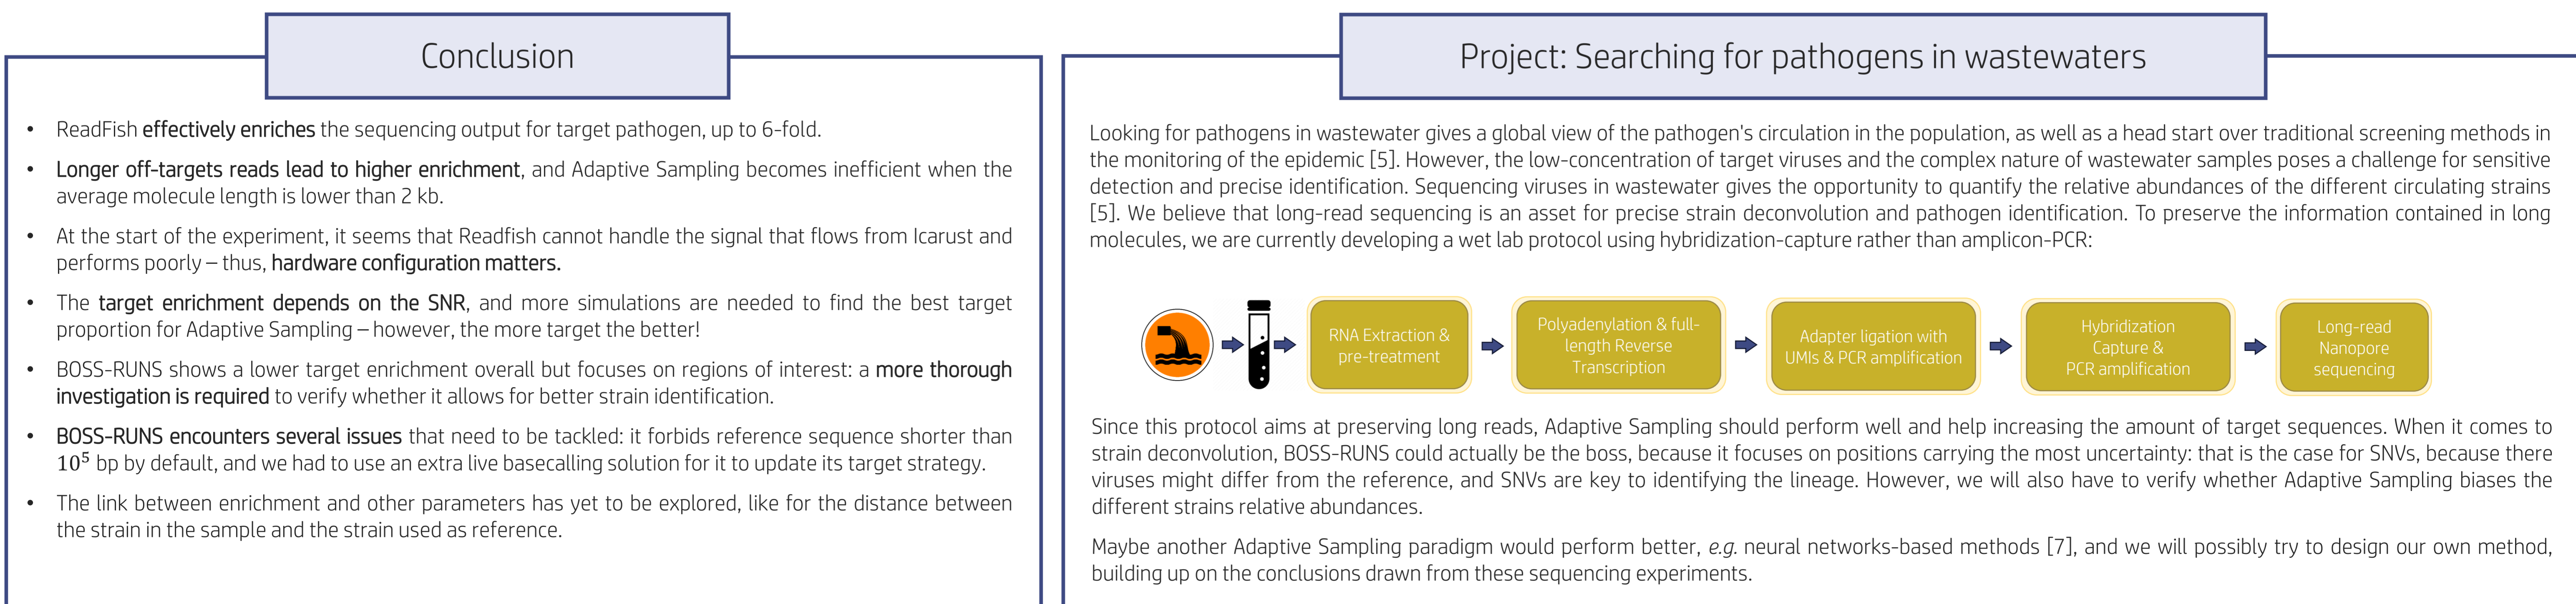 Conclusion
• ReadFish effectively enriches the sequencing output for target pathogen, up to 6-fold.
• Longer off-targets reads lead to higher enrichment, and Adaptive Sampling becomes inefficient when the
average molecule length is lower than 2 kb.
• At the start of the experiment, it seems that Readfish cannot handle the signal that flows from Icarust and
performs poorly – thus, hardware configuration matters.
• The target enrichment depends on the SNR, and more simulations are needed to find the best target
proportion for Adaptive Sampling – however, the more target the better!
• BOSS-RUNS shows a lower target enrichment overall but focuses on regions of interest: a more thorough
investigation is required to verify whether it allows for better strain identification.
• BOSS-RUNS encounters several issues that need to be tackled: it forbids reference sequence shorter than
10⁵ bp by default, and we had to use an extra live basecalling solution for it to update its target strategy.
• The link between enrichment and other parameters has yet to be explored, like for the distance between
the strain in the sample and the strain used as reference.
Project: Searching for pathogens in wastewaters
Looking for pathogens in wastewater gives a global view of the pathogen's circulation in the population, as well as a head start over traditional screening methods in
the monitoring of the epidemic [5]. However, the low-concentration of target viruses and the complex nature of wastewater samples poses a challenge for sensitive
detection and precise identification. Sequencing viruses in wastewater gives the opportunity to quantify the relative abundances of the different circulating strains
[5]. We believe that long-read sequencing is an asset for precise strain deconvolution and pathogen identification. To preserve the information contained in long
molecules, we are currently developing a wet lab protocol using hybridization-capture rather than amplicon-PCR:
RNA Extraction &
pre-treatment
Polyadenylation & full-
length Reverse
Transcription
Adapter ligation with
UMIs & PCR amplification
Hybridization
Capture &
PCR amplification
Long-read
Nanopore
sequencing
Since this protocol aims at preserving long reads, Adaptive Sampling should perform well and help increasing the amount of target sequences. When it comes to
strain deconvolution, BOSS-RUNS could actually be the boss, because it focuses on positions carrying the most uncertainty: that is the case for SNVs, because there
viruses might differ from the reference, and SNVs are key to identifying the lineage. However, we will also have to verify whether Adaptive Sampling biases the
different strains relative abundances.
Maybe another Adaptive Sampling paradigm would perform better, e.g. neural networks-based methods [7], and we will possibly try to design our own method,
building up on the conclusions drawn from these sequencing experiments.